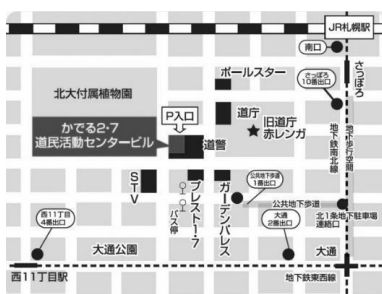 JR札幌駅
南口
さっぽろ
ポールスター
さっぽろ
10番出口
北大付属植物園
P入口
道庁
旧道庁
赤レンガ
かでる2・7
道民活動センタービル
道警
地下鉄南北線
地下歩行空間
STV
バス停
プレスト1・7
ガーデンパレス
公共地下歩道
1番出口
公共地下歩道
北1条地下駐車場
連絡口
西11丁目
4番出口
大通公園
大通
2番出口
大通
西11丁目駅
地下鉄東西線